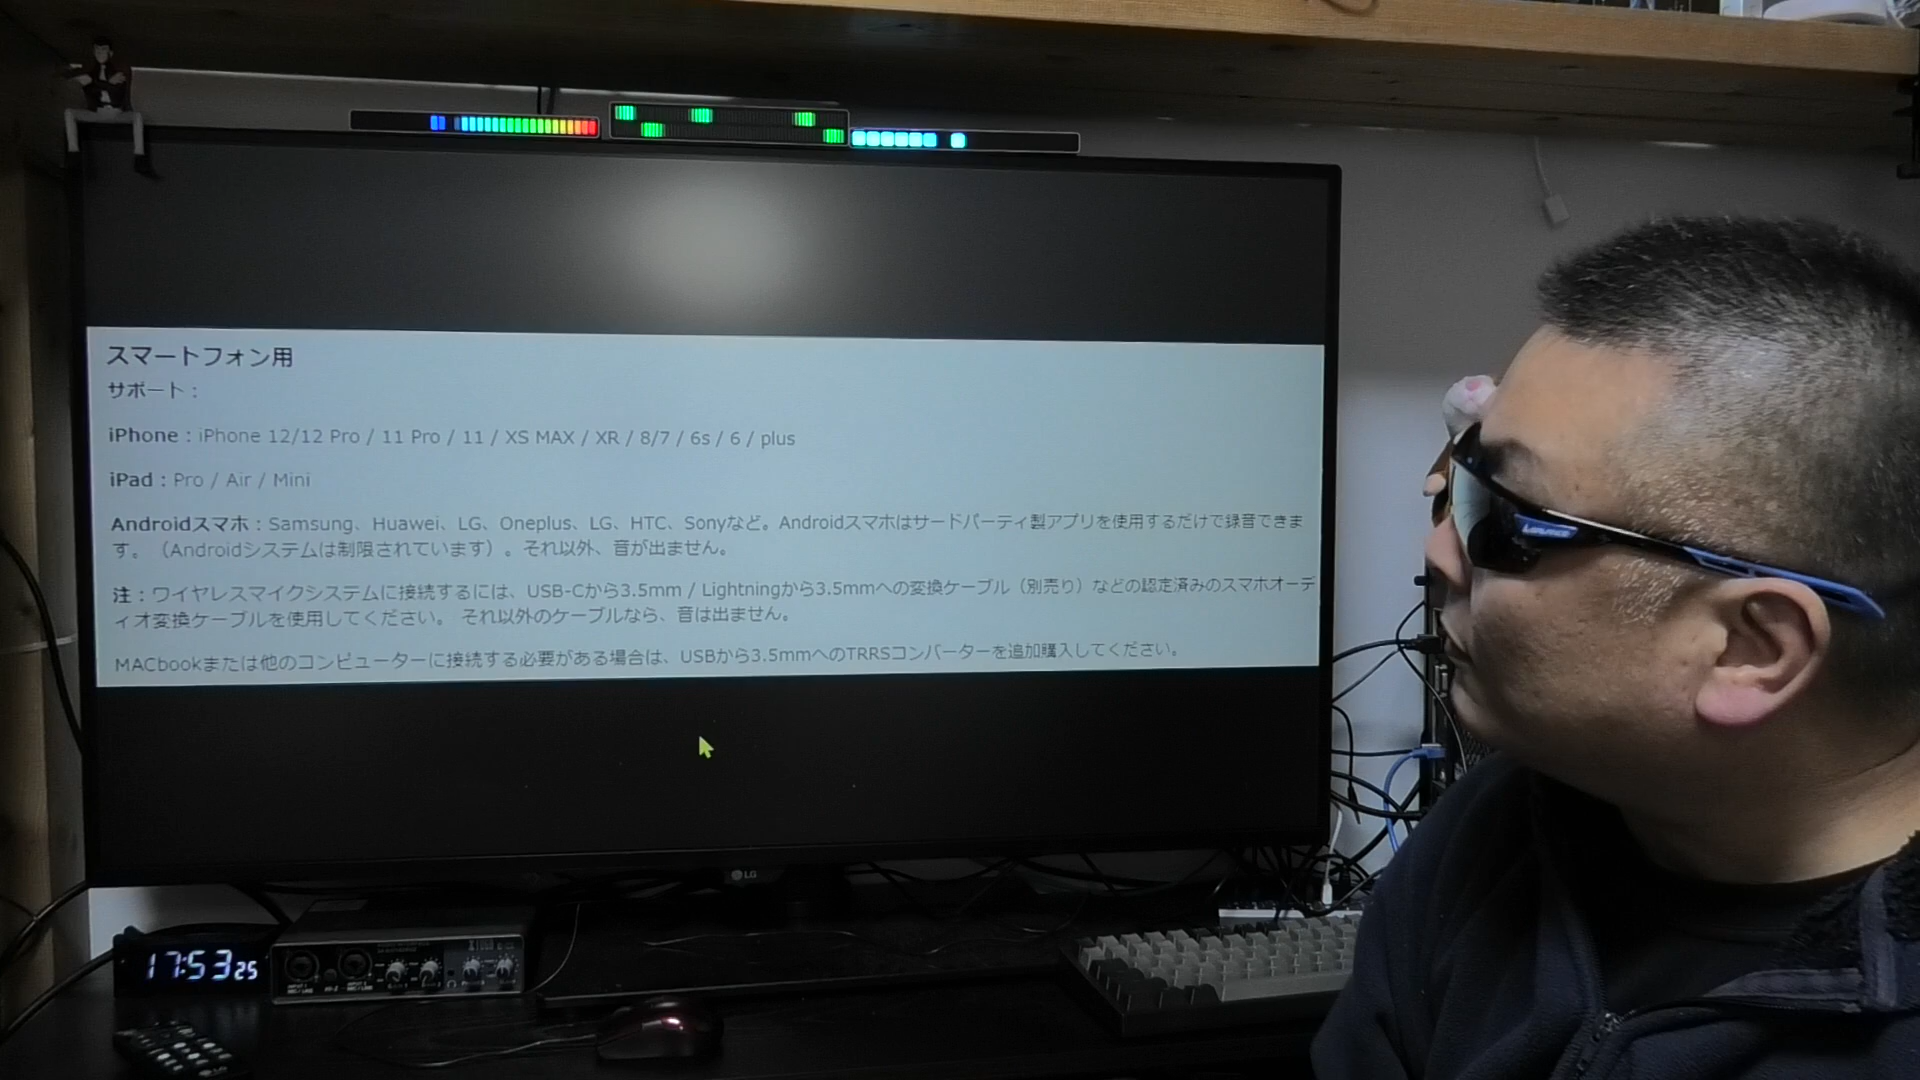 スマートフォン用
サポート：
iPhone：iPhone 12/12 Pro / 11 Pro / 11 / XS MAX / XR / 8/7 / 6s / 6 / plus
iPad：Pro / Air / Mini
Androidスマホ：Samsung、Huawei、LG、Oneplus、LG、HTC、Sonyなど。Androidスマホはサードパーティ製アプリを使用するだけで録音できま
す。（Androidシステムは制限されています）。それ以外、音が出ません。
注：ワイヤレスマイクシステムに接続するには、USB-Cから3.5mm / Lightningから3.5mmへの変換ケーブル（別売り）などの認定済みのスマホオーデ
ィオ変換ケーブルを使用してください。 それ以外のケーブルなら、音は出ません。
MACbookまたは他のコンピューターに接続する必要がある場合は、USBから3.5mmへのTRRSコンバーターを追加購入してください。
LG
17:53 25